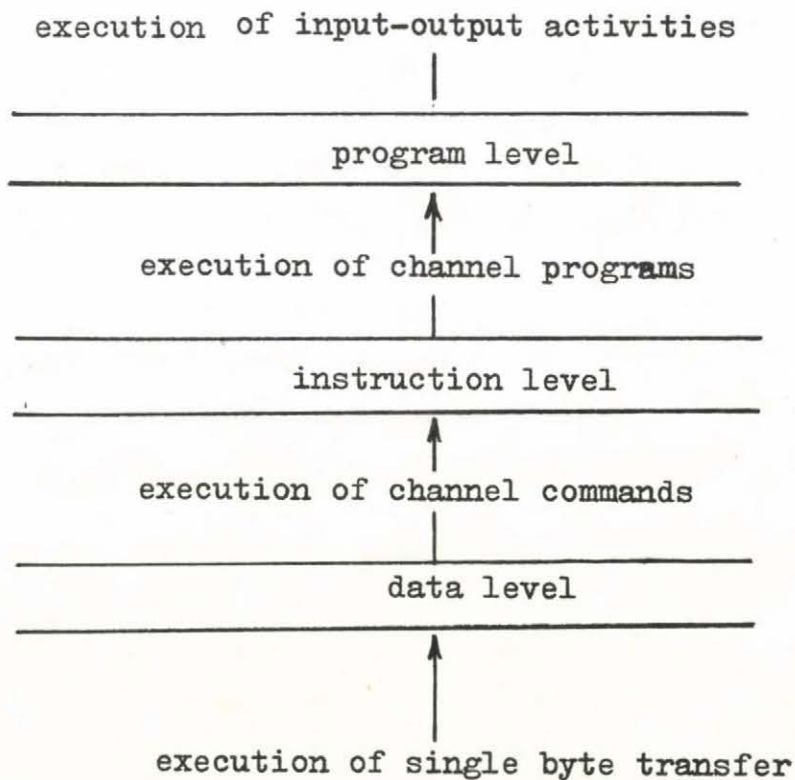 execution of input-output activities
program level
execution of channel programs
instruction level
execution of channel commands
data level
execution of single byte transfer